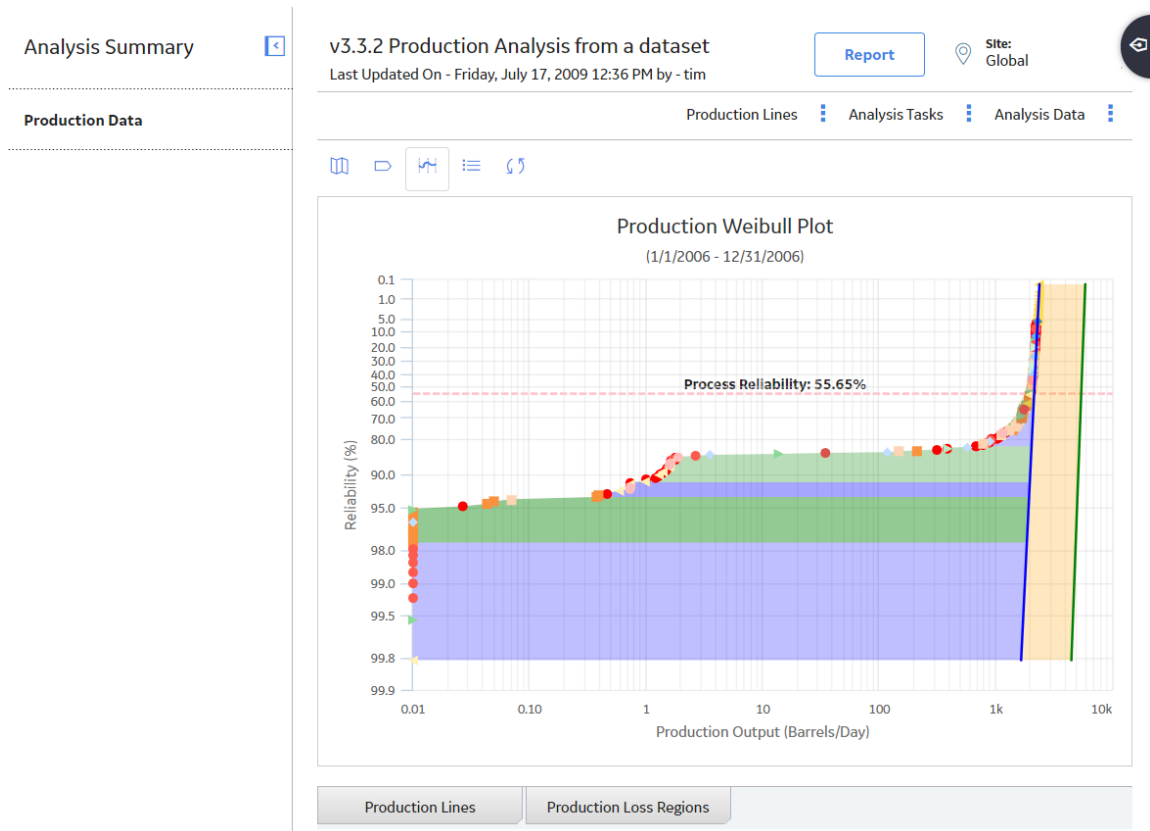 Analysis Summary
Production Data
v3.3.2 Production Analysis from a dataset
Last Updated On - Friday, July 17, 2009 12:36 PM by - tim
Report
Site:
Global
Production Lines
Analysis Tasks
Analysis Data
Production Weibull Plot
(1/1/2006 - 12/31/2006)
Reliability (%)
0.1
1.0
5.0
10.0
20.0
30.0
40.0
50.0
60.0
70.0
80.0
90.0
95.0
98.0
99.0
99.5
99.8
99.9
Process Reliability: 55.65%
0.01 0.10 1 10 100 1k 10k
Production Output (Barrels/Day)
Production Lines
Production Loss Regions